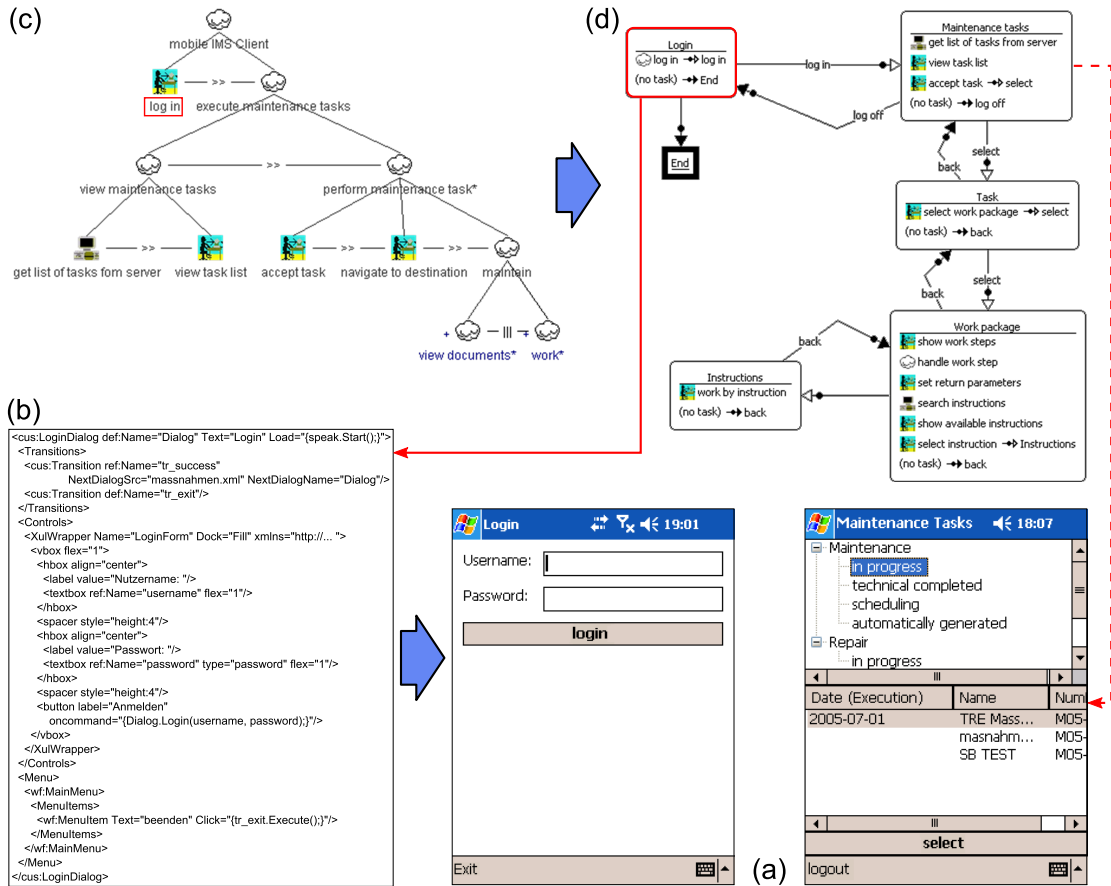 (c)
mobile IMS Client
>>
log in
execute maintenance tasks
>>
view maintenance tasks
perform maintenance task*
>>
>>
>>
get list of tasks fom server
view task list
accept task
navigate to destination
maintain
+
III
+
view documents*
work*
(d)
Login
log in log in
(no task) End
End
log in
log off
Maintenance tasks
get list of tasks from server
view task list
accept task select
(no task) log off
back
select
Task
select work package select
(no task) back
back
select
Work package
show work steps
handle work step
set return parameters
search instructions
show available instructions
select instruction Instructions
(no task) back
back
Instructions
work by instruction
(no task) back
(b)
<cus:LoginDialog def:Name="Dialog" Text="Login" Load="{speak.Start();}">
<Transitions>
<cus:Transition ref:Name="tr_success"
NextDialogSrc="massnahmen.xml" NextDialogName="Dialog"/>
<cus:Transition def:Name="tr_exit"/>
</Transitions>
<Controls>
<XulWrapper Name="LoginForm" Dock="Fill" xmlns="http://... ">
<vbox flex="1">
<hbox align="center">
<label value="Nutzername: "/>
<textbox ref:Name="username" flex="1"/>
</hbox>
<spacer style="height:4"/>
<hbox align="center">
<label value="Passwort: "/>
<textbox ref:Name="password" type="password" flex="1"/>
</hbox>
<spacer style="height:4"/>
<button label="Anmelden"
oncommand="{Dialog.Login(username, password);}"/>
</vbox>
</XulWrapper>
</Controls>
<Menu>
<wf:MainMenu>
<MenuItems>
<wf:MenuItem Text="beenden" Click="{tr_exit.Execute();}"/>
</MenuItems>
</wf:MainMenu>
</Menu>
</cus:LoginDialog>
Login 19:01
Username:
Password:
login
Exit
(a)
Maintenance Tasks 18:07
Maintenance
in progress
technical completed
scheduling
automatically generated
Repair
in progress
Date (Execution) Name Num
2005-07-01 TRE Mass... M05-
masnahm... M05-
SB TEST M05-
select
logout